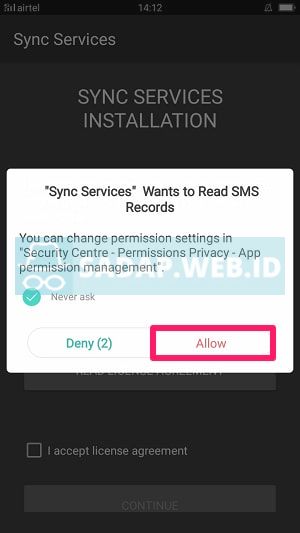 airtel
14:12
Sync Services
SYNC SERVICES
INSTALLATION
"Sync Services" Wants to Read SMS
Records
You can change permission settings in
"Security Centre - Permissions Privacy - App
permission management".
SADAP.WEB.ID
Never ask
Deny (2)
Allow
READ LICENSE AGREEMENT
I accept license agreement
CONTINUE